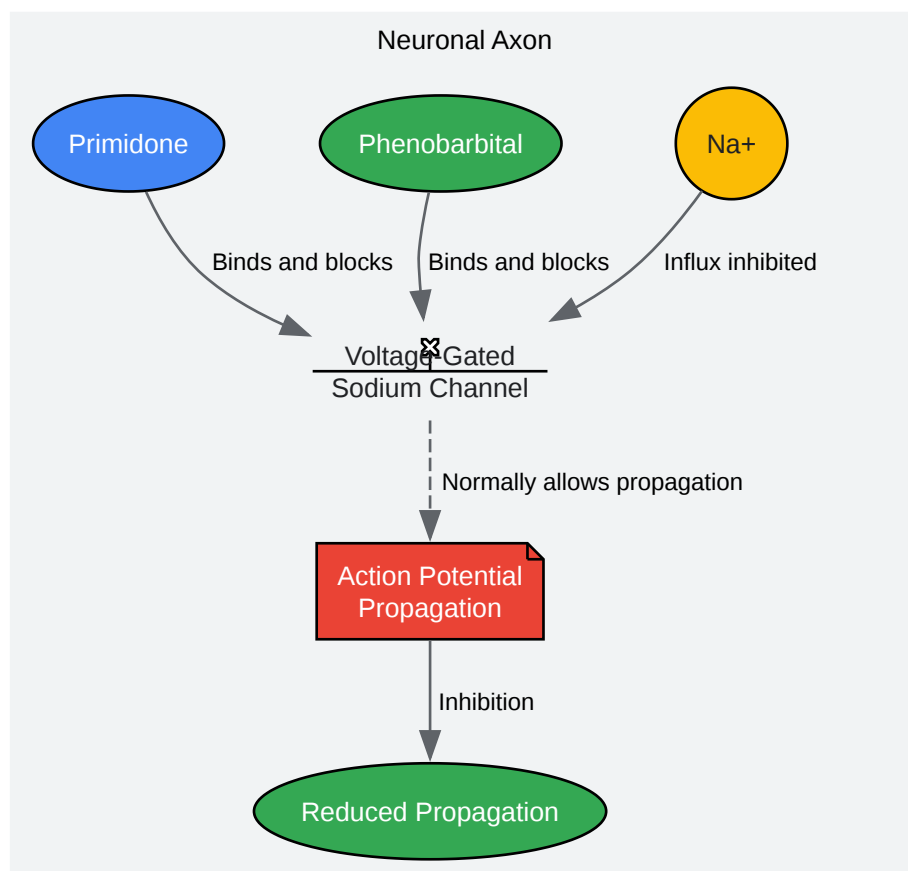 Neuronal Axon
Primidone
Phenobarbital
Na+
Binds and blocks
Binds and blocks
Influx inhibited
Voltage-Gated
Sodium Channel
Normally allows propagation
Action Potential
Propagation
Inhibition
Reduced Propagation